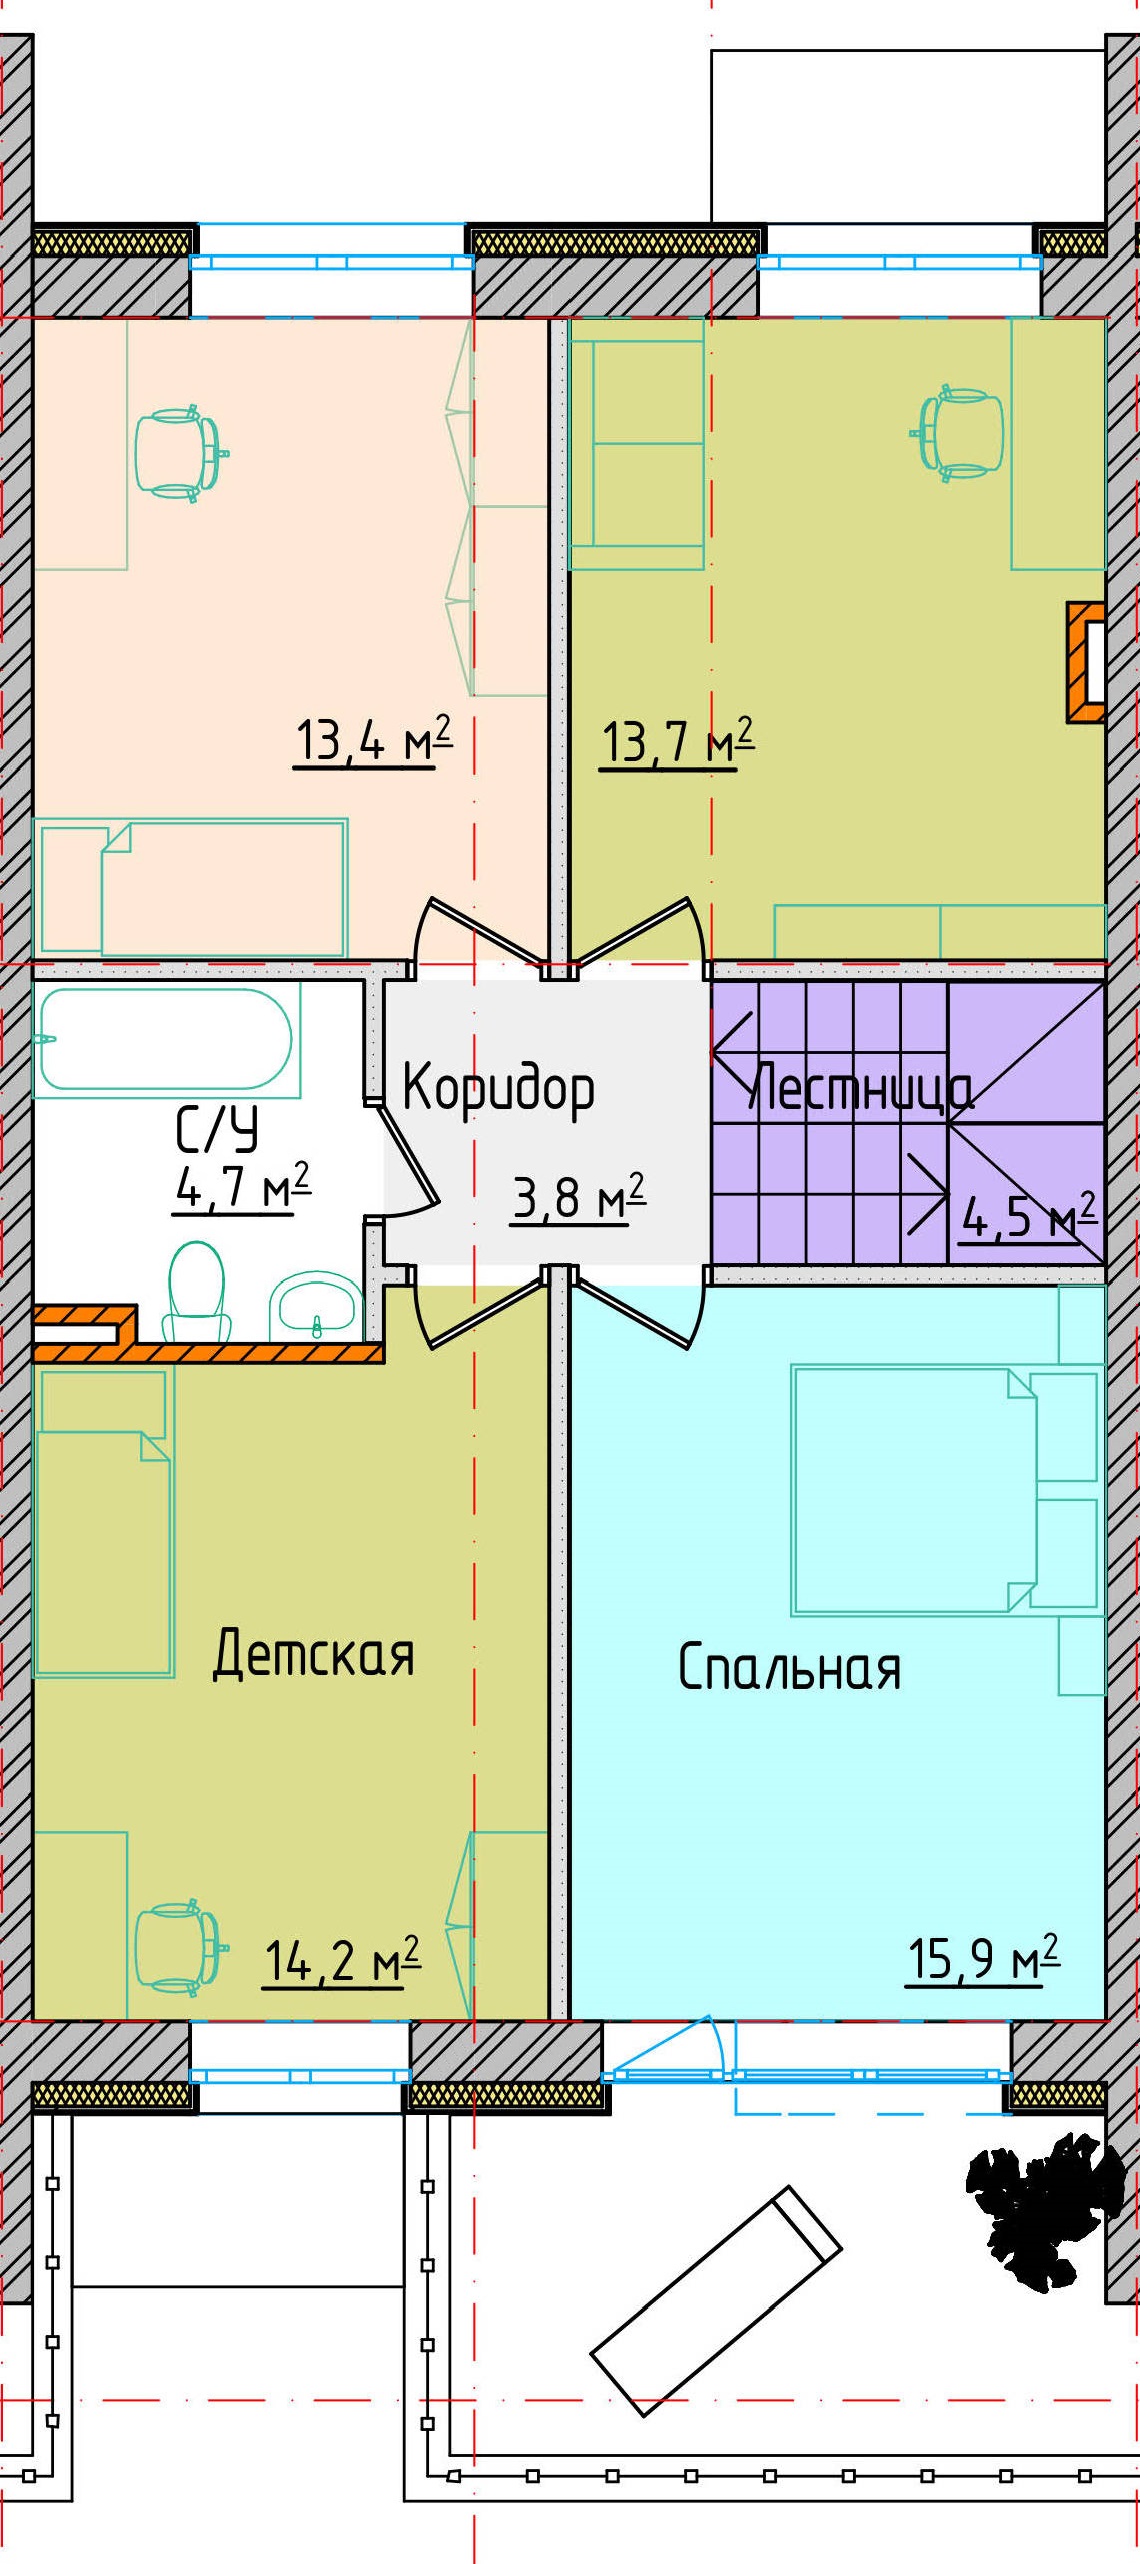 13,4 м²
13,7 м²
Коридор
Лестница
С/У
4,7 м²
3,8 м²
4,5 м²
Детская
Спальная
14,2 м²
15,9 м²